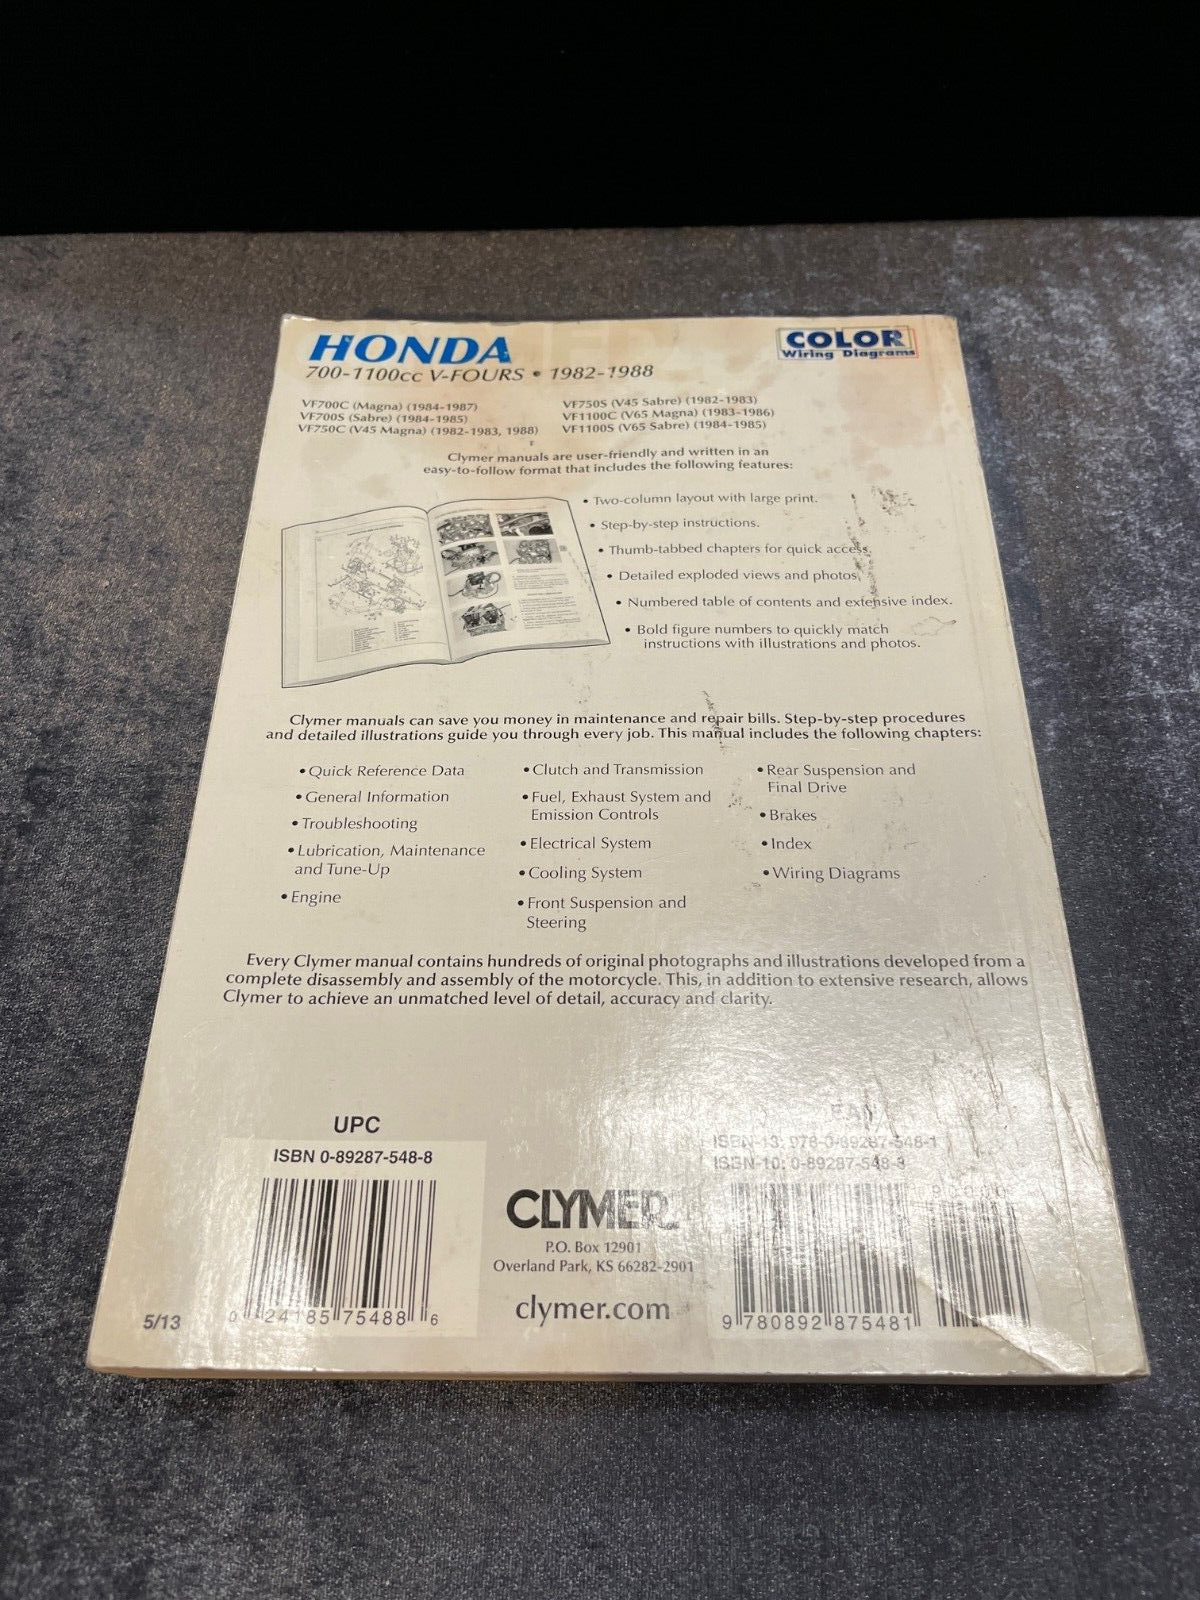 HONDA
COLOR
Wiring Diagrams
700-1100cc V-FOURS • 1982-1988
VF700C (Magna) (1984-1987)
VF700S (Sabre) (1984-1985)
VF750C (V45 Magna) (1982-1983, 1988)
VF750S (V45 Sabre) (1982-1983)
VF1100C (V65 Magna) (1983-1986)
VF1100S (V65 Sabre) (1984-1985)
Clymer manuals are user-friendly and written in an
easy-to-follow format that includes the following features:
• Two-column layout with large print.
• Step-by-step instructions.
• Thumb-tabbed chapters for quick access.
• Detailed exploded views and photos.
• Numbered table of contents and extensive index.
• Bold figure numbers to quickly match
instructions with illustrations and photos.
Clymer manuals can save you money in maintenance and repair bills. Step-by-step procedures
and detailed illustrations guide you through every job. This manual includes the following chapters:
• Quick Reference Data
• General Information
• Troubleshooting
• Lubrication, Maintenance
and Tune-Up
• Engine
• Clutch and Transmission
• Fuel, Exhaust System and
Emission Controls
• Electrical System
• Cooling System
• Front Suspension and
Steering
• Rear Suspension and
Final Drive
• Brakes
• Index
• Wiring Diagrams
Every Clymer manual contains hundreds of original photographs and illustrations developed from a
complete disassembly and assembly of the motorcycle. This, in addition to extensive research, allows
Clymer to achieve an unmatched level of detail, accuracy and clarity.
UPC
ISBN 0-89287-548-8
0 24185 75488 6
5/13
CLYMER
P.O. Box 12901
Overland Park, KS 66282-2901
clymer.com
EAN
ISBN-13: 978-0-89287-548-1
ISBN-10: 0-89287-548-8
90000
9 780892 875481